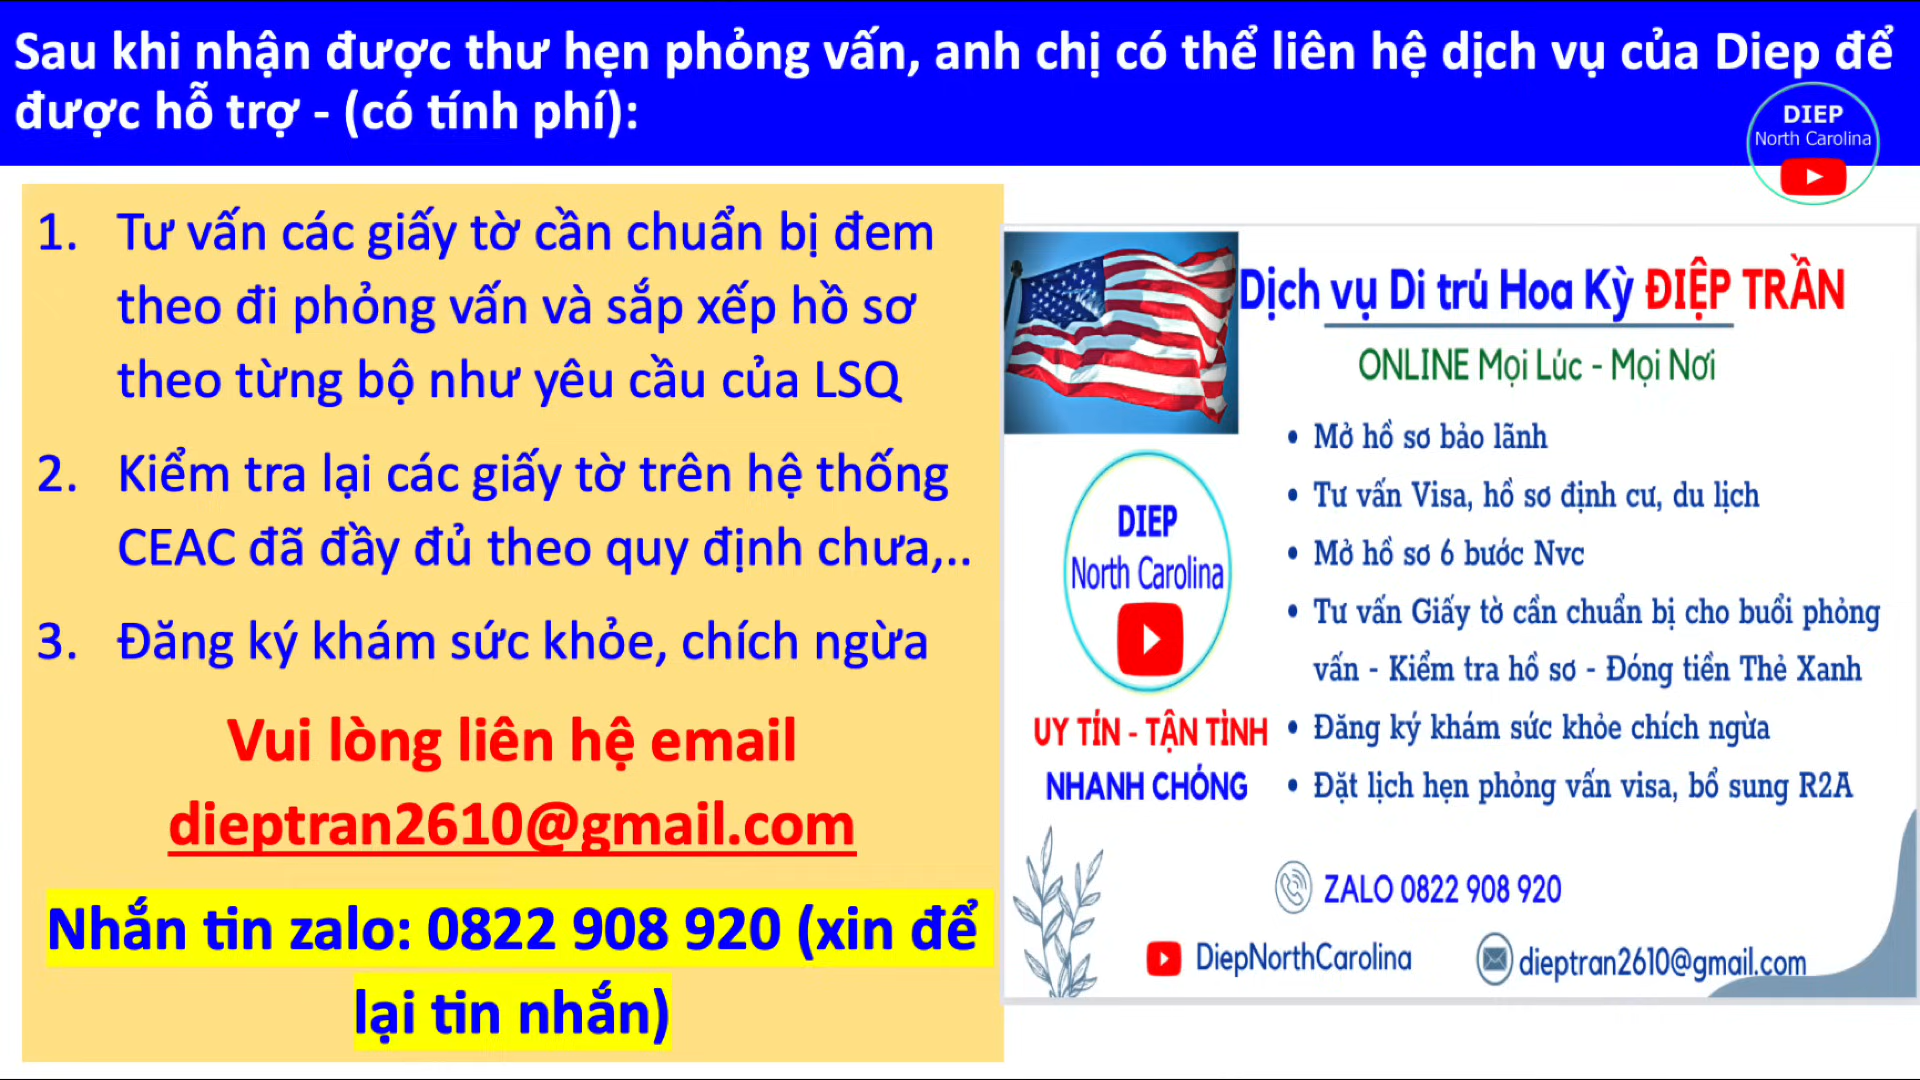 Sau khi nhận được thư hẹn phỏng vấn, anh chị có thể liên hệ dịch vụ của Diep để
được hỗ trợ - (có tính phí):
DIEP
North Carolina
1. Tư vấn các giấy tờ cần chuẩn bị đem
theo đi phỏng vấn và sắp xếp hồ sơ
theo từng bộ như yêu cầu của LSQ
2. Kiểm tra lại các giấy tờ trên hệ thống
CEAC đã đầy đủ theo quy định chưa,..
3. Đăng ký khám sức khỏe, chích ngừa
Vui lòng liên hệ email
dieptran2610@gmail.com
Nhắn tin zalo: 0822 908 920 (xin để
lại tin nhắn)
Dịch vụ Di trú Hoa Kỳ ĐIỆP TRẦN
ONLINE Mọi Lúc - Mọi Nơi
DIEP
North Carolina
UY TÍN - TẬN TÌNH
NHANH CHÓNG
• Mở hồ sơ bảo lãnh
• Tư vấn Visa, hồ sơ định cư, du lịch
• Mở hồ sơ 6 bước Nvc
• Tư vấn Giấy tờ cần chuẩn bị cho buổi phỏng
vấn - Kiểm tra hồ sơ - Đóng tiền Thẻ Xanh
• Đăng ký khám sức khỏe chích ngừa
• Đặt lịch hẹn phỏng vấn visa, bổ sung R2A
ZALO 0822 908 920
DiepNorthCarolina
dieptran2610@gmail.com